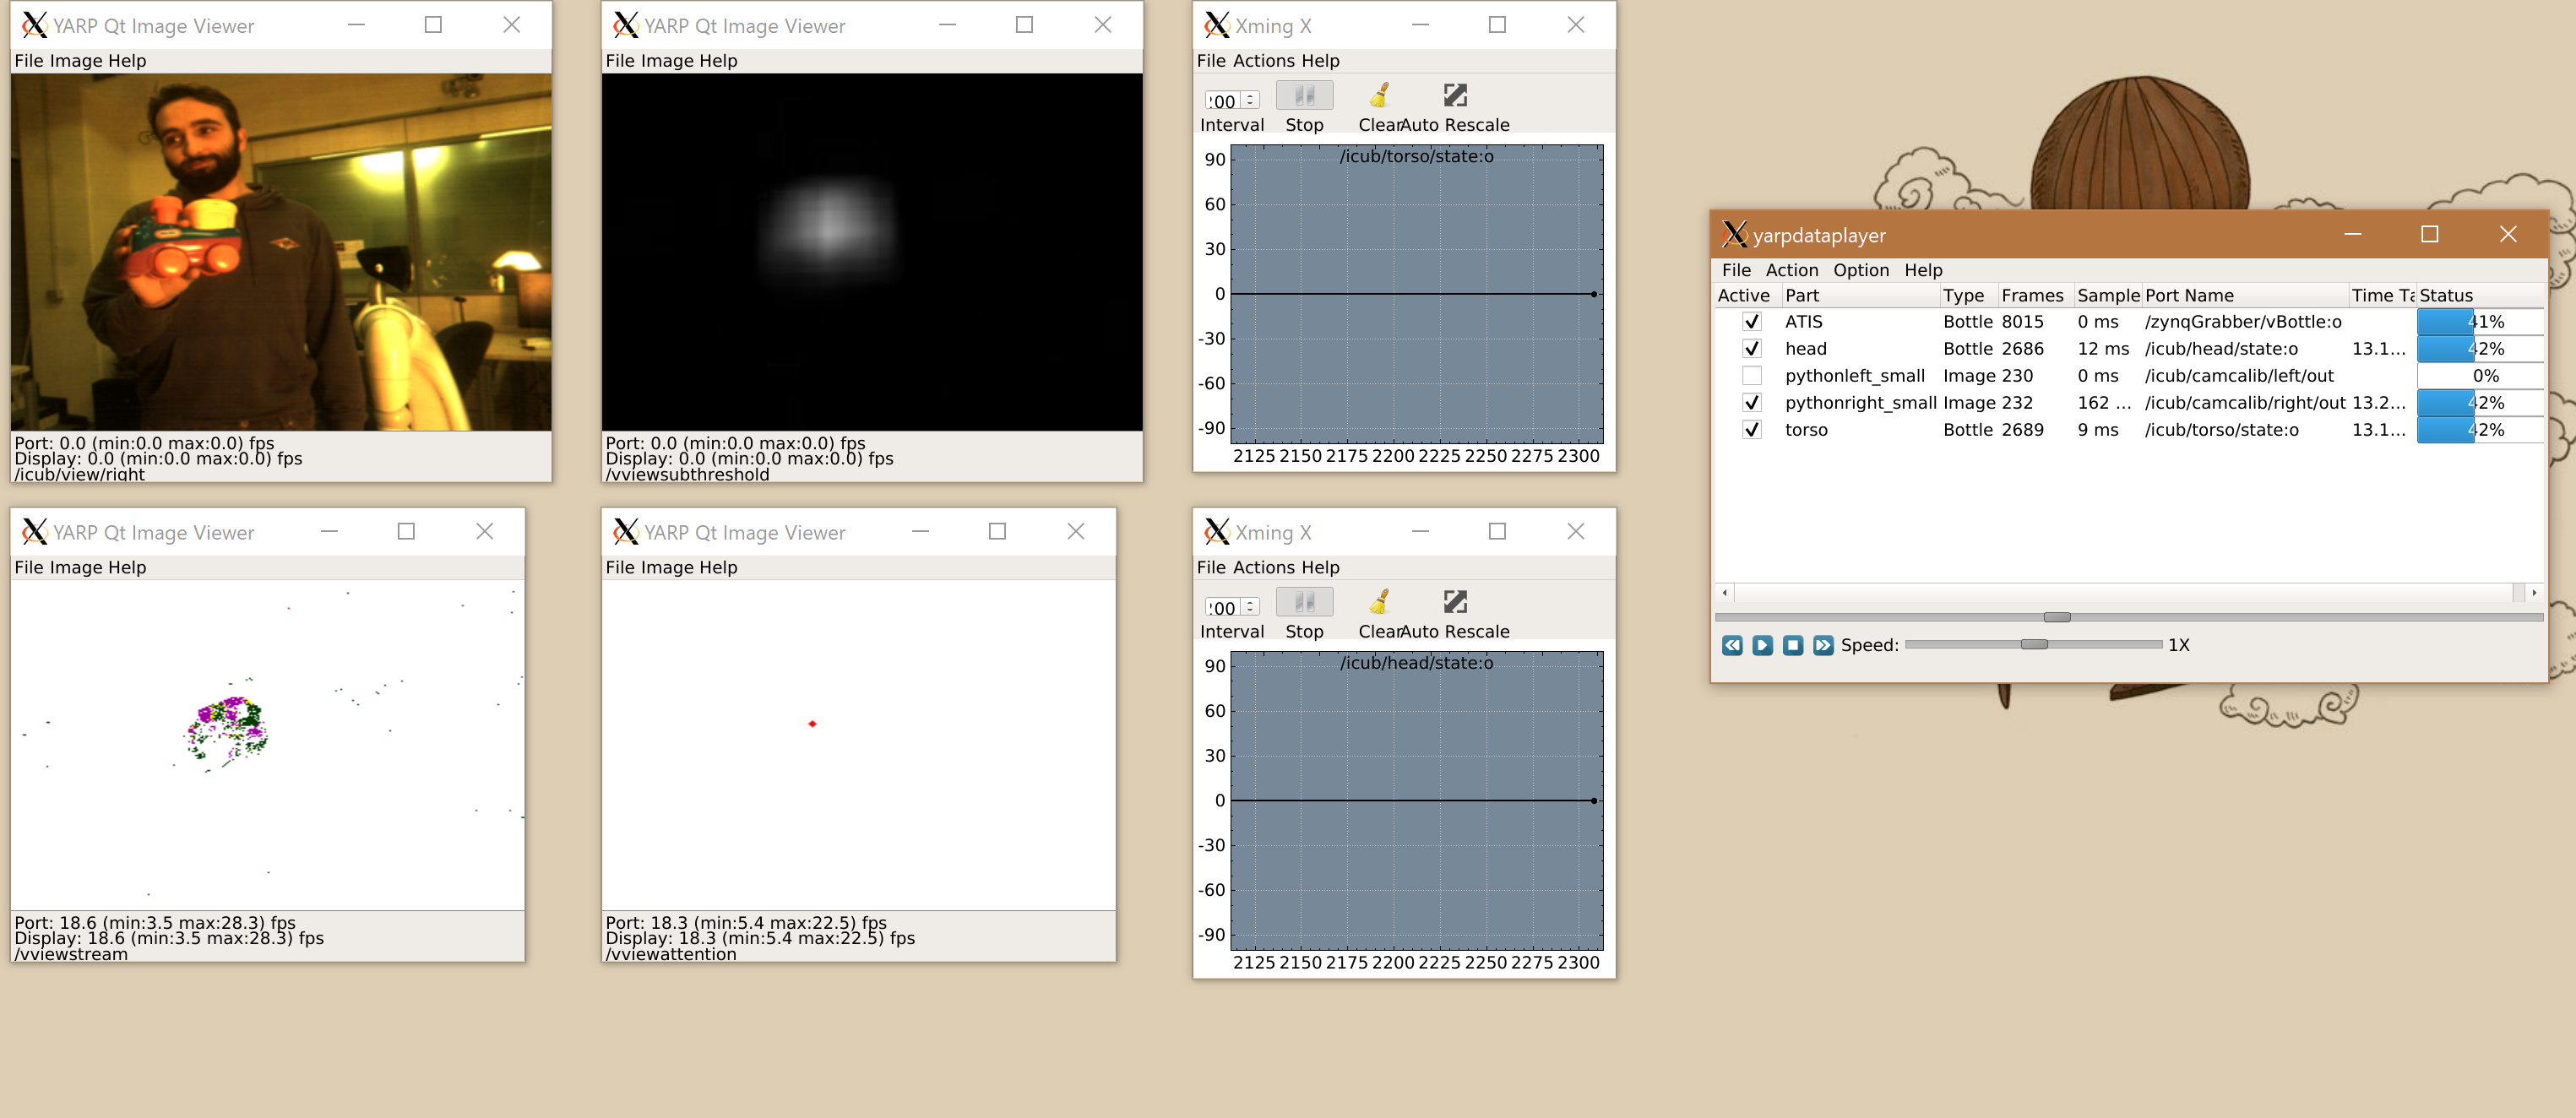 YARP Qt Image Viewer
File Image Help
Port: 0.0 (min:0.0 max:0.0) fps
Display: 0.0 (min:0.0 max:0.0) fps
/icub/view/right
YARP Qt Image Viewer
File Image Help
Port: 0.0 (min:0.0 max:0.0) fps
Display: 0.0 (min:0.0 max:0.0) fps
/vviewsubthreshold
Xming X
File Actions Help
Interval Stop Clear Auto Rescale
/icub/torso/state:o
90
60
30
0
-30
-60
-90
2125 2150 2175 2200 2225 2250 2275 2300
YARP Qt Image Viewer
File Image Help
Port: 18.6 (min:3.5 max:28.3) fps
Display: 18.6 (min:3.5 max:28.3) fps
/vviewstream
YARP Qt Image Viewer
File Image Help
Port: 18.3 (min:5.4 max:22.5) fps
Display: 18.3 (min:5.4 max:22.5) fps
/vviewattention
Xming X
File Actions Help
Interval Stop Clear Auto Rescale
/icub/head/state:o
90
60
30
0
-30
-60
-90
2125 2150 2175 2200 2225 2250 2275 2300
yarpdataplayer
File Action Option Help
Active Part Type Frames Sample Port Name Time Ta Status
ATIS Bottle 8015 0 ms /zynqGrabber/vBottle:o 41%
head Bottle 2686 12 ms /icub/head/state:o 13.1... 42%
pythonleft_small Image 230 0 ms /icub/camcalib/left/out 0%
pythonright_small Image 232 162 ... /icub/camcalib/right/out 13.2... 42%
torso Bottle 2689 9 ms /icub/torso/state:o 13.1... 42%
Speed: 1X